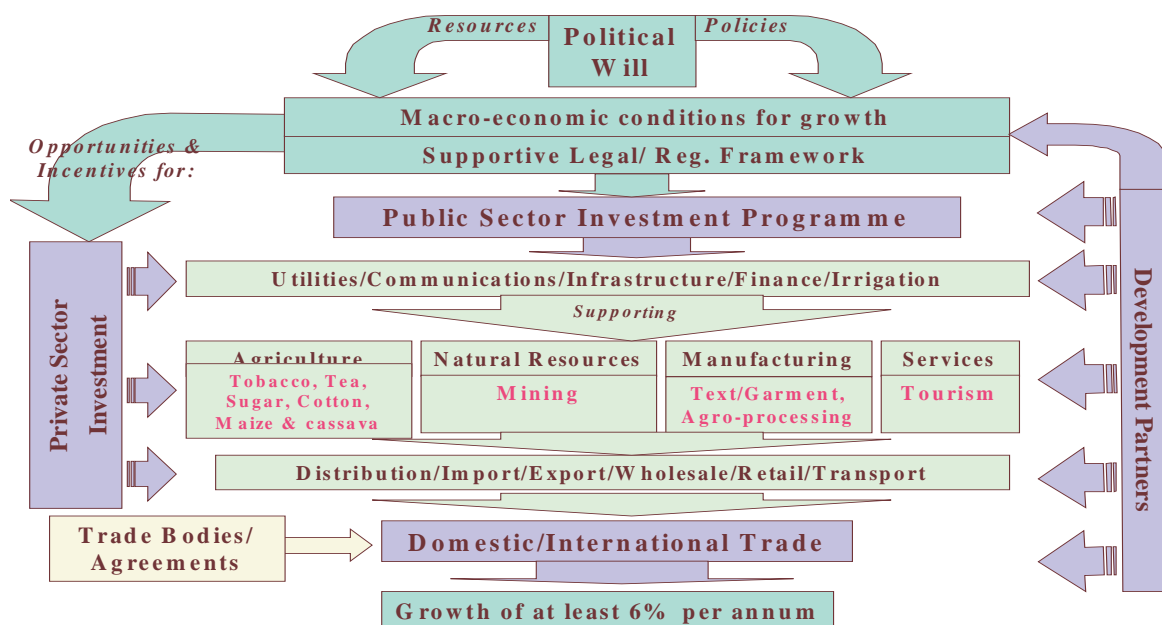 Resources
Policies
Political
Will
Macro-economic conditions for growth
Supportive Legal/ Reg. Framework
Opportunities &
Incentives for:
Public Sector Investment Programme
Utilities/Communications/Infrastructure/Finance/Irrigation
Supporting
Private Sector
Investment
Development Partners
Agriculture
Tobacco, Tea,
Sugar, Cotton,
Maize & cassava
Natural Resources
Mining
Manufacturing
Text/Garment,
Agro-processing
Services
Tourism
Distribution/Import/Export/Wholesale/Retail/Transport
Trade Bodies/
Agreements
Domestic/International Trade
Growth of at least 6% per annum